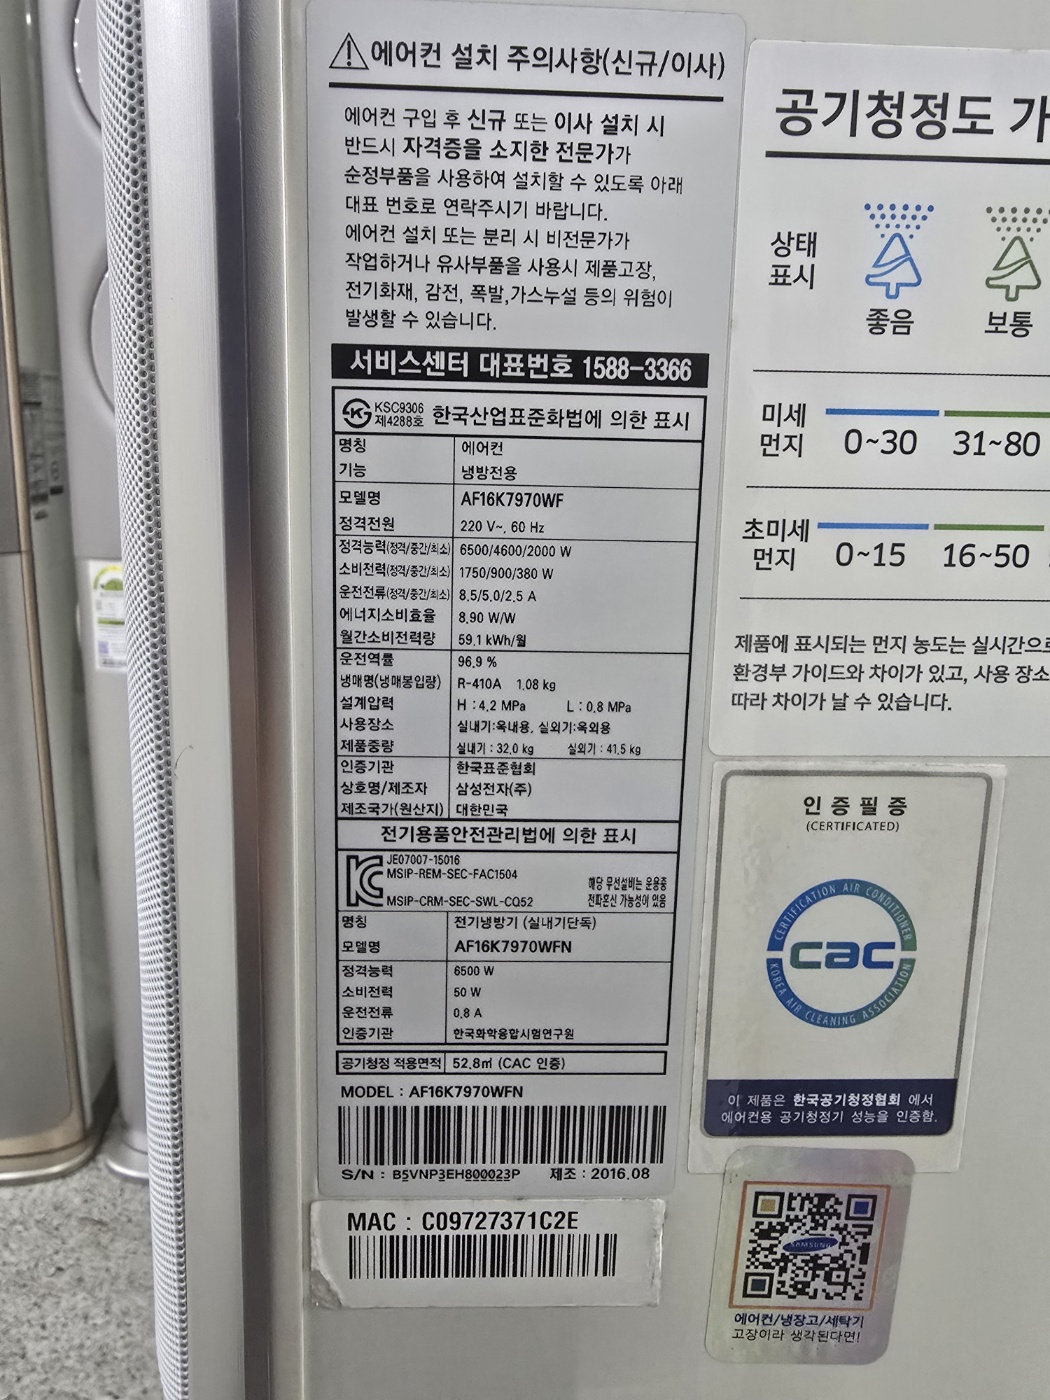 에어컨 설치 주의사항(신규/이사)
에어컨 구입 후 신규 또는 이사 설치 시
반드시 자격증을 소지한 전문가가
순정부품을 사용하여 설치할 수 있도록 아래
대표 번호로 연락주시기 바랍니다.
에어컨 설치 또는 분리 시 비전문가가
작업하거나 유사부품을 사용시 제품고장,
전기화재, 감전, 폭발,가스누설 등의 위험이
발생할 수 있습니다.
서비스센터 대표번호 1588-3366
KSC9306
제4288호
한국산업표준화법에 의한 표시
명칭 에어컨
기능 냉방전용
모델명 AF16K7970WF
정격전원 220 V~, 60 Hz
정격능력(정격/중간/최소) 6500/4600/2000 W
소비전력(정격/중간/최소) 1750/900/380 W
운전전류(정격/중간/최소) 8.5/5.0/2.5 A
에너지소비효율 8.90 W/W
월간소비전력량 59.1 kWh/월
운전역률 96.9 %
냉매명(냉매봉입량) R-410A 1.08 kg
설계압력 H : 4.2 MPa L : 0.8 MPa
사용장소 실내기:옥내용, 실외기:옥외용
제품중량 실내기 : 32.0 kg 실외기 : 41.5 kg
인증기관 한국표준협회
상호명/제조자 삼성전자(주)
제조국가(원산지) 대한민국
전기용품안전관리법에 의한 표시
JE07007-15016
MSIP-REM-SEC-FAC1504
MSIP-CRM-SEC-SWL-CQ52
해당 무선설비는 운용중
전파혼신 가능성이 있음
명칭 전기냉방기 (실내기단독)
모델명 AF16K7970WFN
정격능력 6500 W
소비전력 50 W
운전전류 0.8 A
인증기관 한국화학융합시험연구원
공기청정 적용면적 52.8㎡ (CAC 인증)
MODEL : AF16K7970WFN
S/N : B5VNP3EH800023P 제조 : 2016.08
MAC : C09727371C2E
공기청정도 가
상태
표시
좋음 보통
미세
먼지
0~30 31~80
초미세
먼지
0~15 16~50
제품에 표시되는 먼지 농도는 실시간으로
환경부 가이드와 차이가 있고, 사용 장소
따라 차이가 날 수 있습니다.
인증필증
(CERTIFICATED)
CERTIFICATION AIR CONDITIONER
cac
KOREA AIR CLEANING ASSOCIATION
이 제품은 한국공기청정협회 에서
에어컨용 공기청정기 성능을 인증함.
SAMSUNG
에어컨/냉장고/세탁기
고장이라 생각된다면!